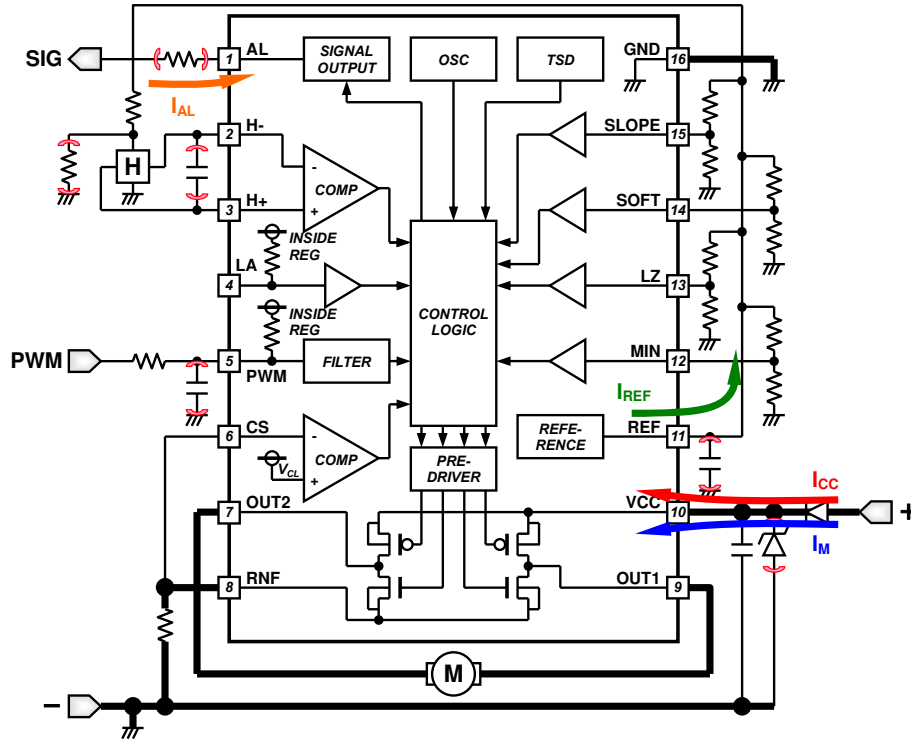 SIG
1
AL
I_AL
SIGNAL
OUTPUT
OSC
TSD
GND
16
2
H-
H
3
H+
-
COMP
+
SLOPE
15
SOFT
14
INSIDE
REG
LA
4
LZ
13
INSIDE
REG
CONTROL
LOGIC
PWM
5
PWM
FILTER
MIN
12
I_REF
6
CS
-
COMP
+
V_CL
REFE-
RENCE
REF
11
PRE-
DRIVER
I_CC
7
OUT2
VCC
10
+
I_M
8
RNF
OUT1
9
M
−